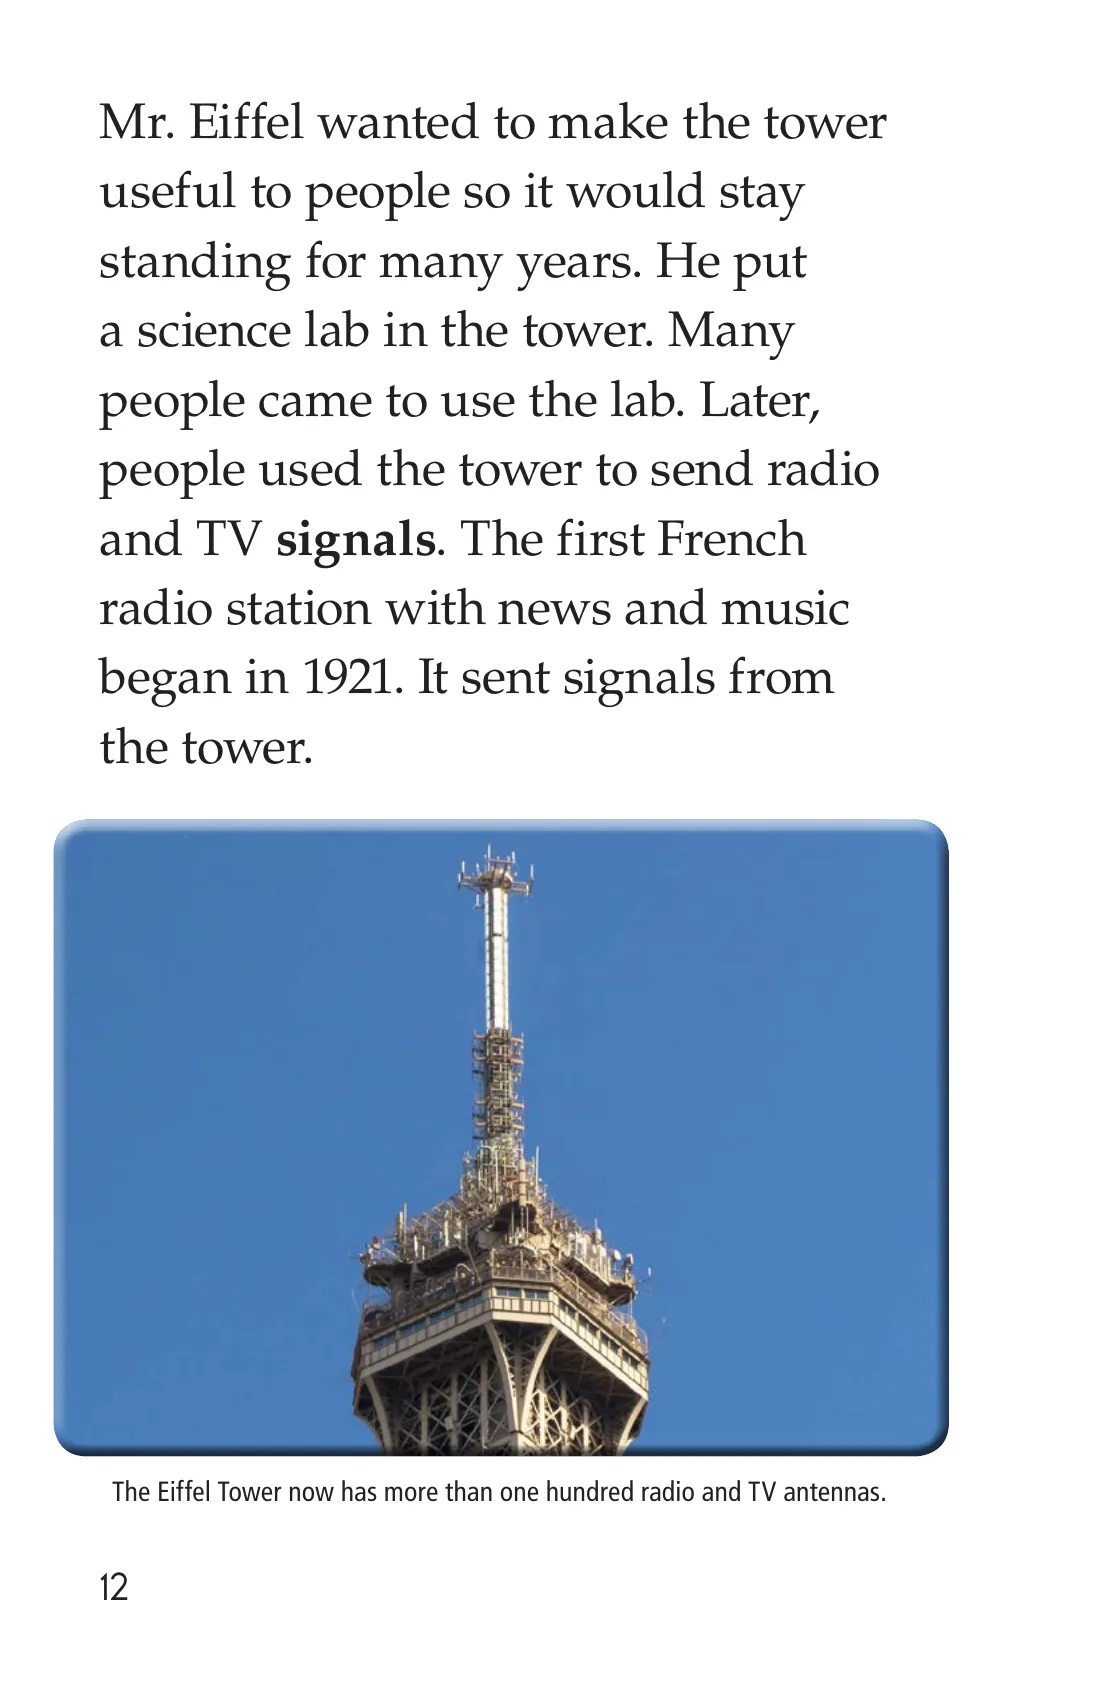 Mr. Eiffel wanted to make the tower
useful to people so it would stay
standing for many years. He put
a science lab in the tower. Many
people came to use the lab. Later,
people used the tower to send radio
and TV signals. The first French
radio station with news and music
began in 1921. It sent signals from
the tower.
The Eiffel Tower now has more than one hundred radio and TV antennas.
12